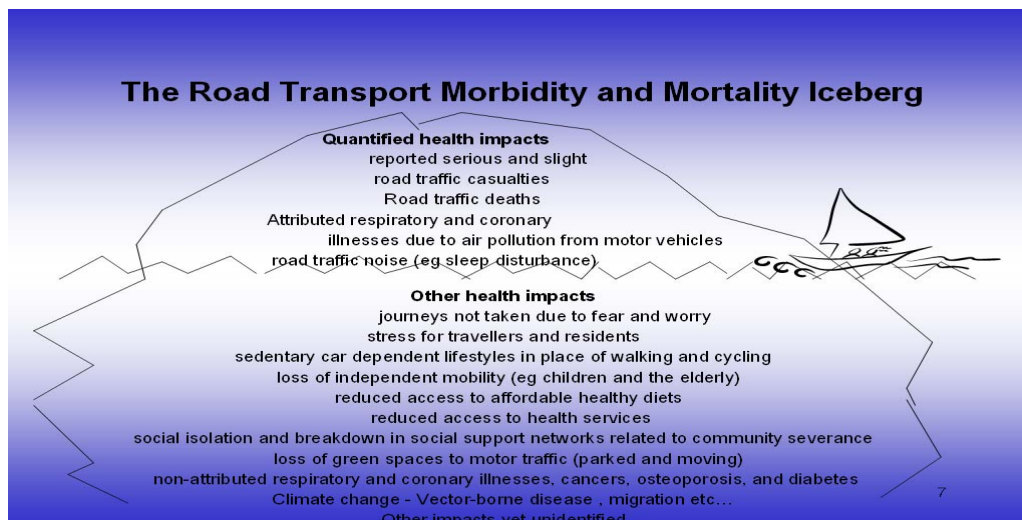 The Road Transport Morbidity and Mortality Iceberg
Quantified health impacts
reported serious and slight
road traffic casualties
Road traffic deaths
Attributed respiratory and coronary
illnesses due to air pollution from motor vehicles
road traffic noise (eg sleep disturbance)
Other health impacts
journeys not taken due to fear and worry
stress for travellers and residents
sedentary car dependent lifestyles in place of walking and cycling
loss of independent mobility (eg children and the elderly)
reduced access to affordable healthy diets
reduced access to health services
social isolation and breakdown in social support networks related to community severance
loss of green spaces to motor traffic (parked and moving)
non-attributed respiratory and coronary illnesses, cancers, osteoporosis, and diabetes
Climate change - Vector-borne disease , migration etc…
Other impacts yet unidentified
7